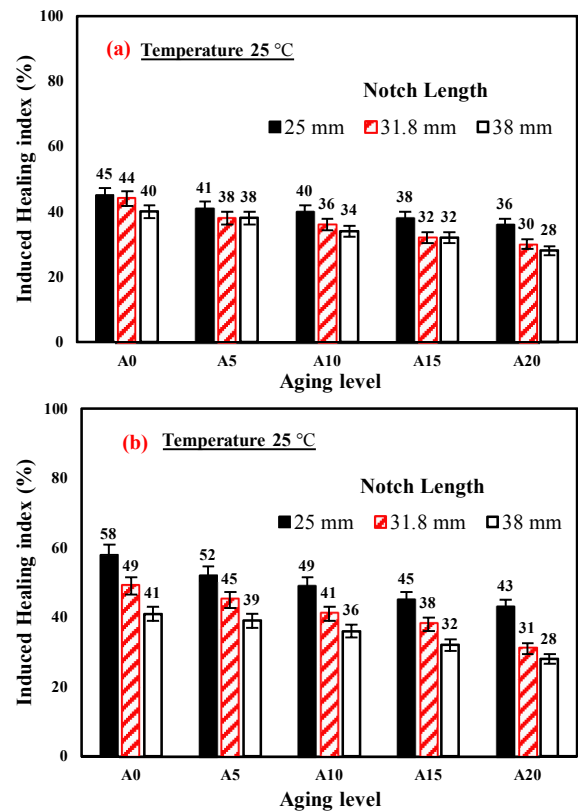 100
(a) Temperature 25 °C
80
Notch Length
25 mm 31.8 mm 38 mm
60
45 44 40 41 38 38 40 36 34 38 32 32 36 30 28
40
20
0
A0 A5 A10 A15 A20
Aging level
Induced Healing index (%)
100
(b) Temperature 25 °C
80
Notch Length
25 mm 31.8 mm 38 mm
60
58 49 41 52 45 39 49 41 36 45 38 32 43 31 28
40
20
0
A0 A5 A10 A15 A20
Aging level
Induced Healing index (%)